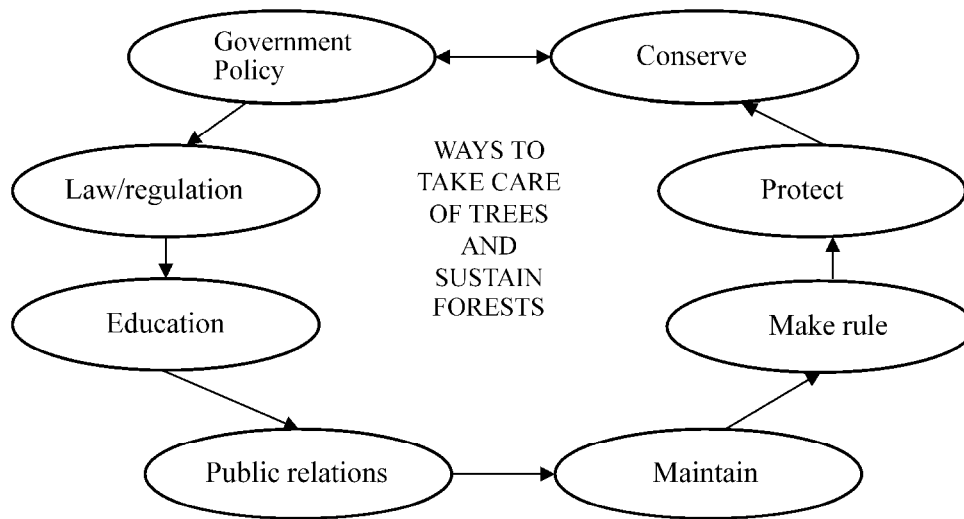 Government
Policy
Conserve
WAYS TO
TAKE CARE
OF TREES
AND
SUSTAIN
FORESTS
Law/regulation
Protect
Education
Make rule
Public relations
Maintain